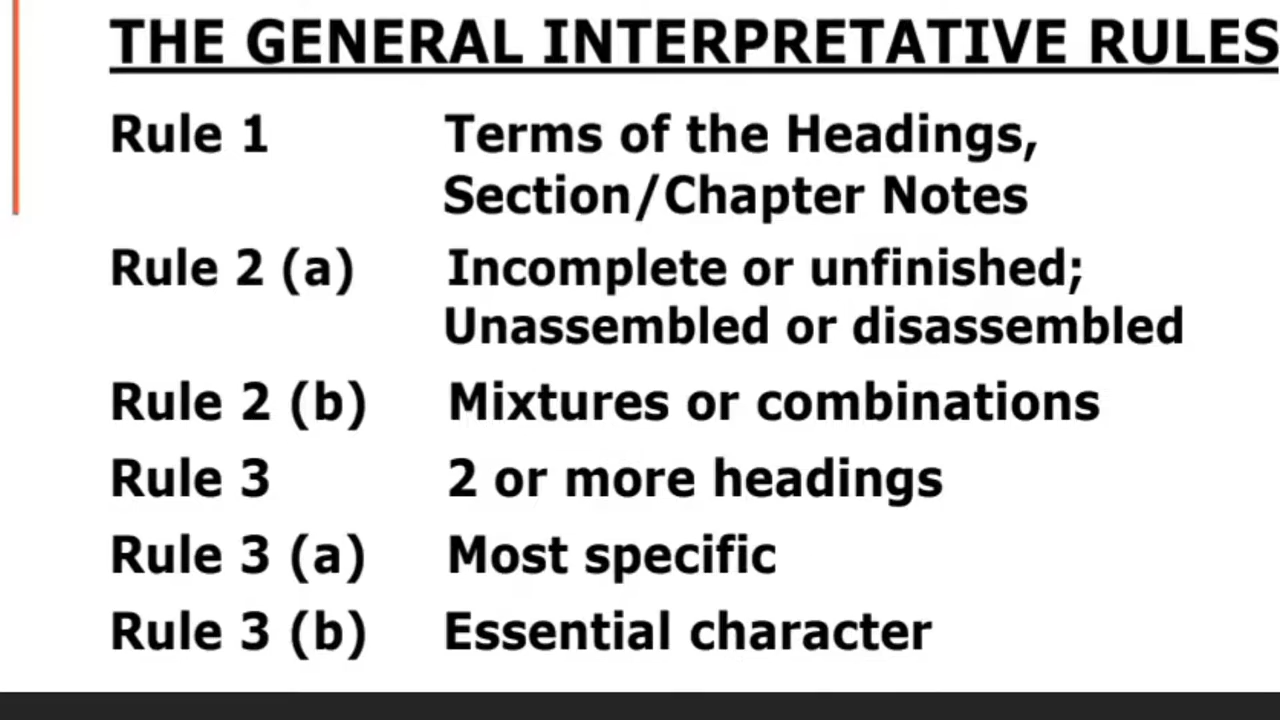 THE GENERAL INTERPRETATIVE RULES
Rule 1 Terms of the Headings,
Section/Chapter Notes
Rule 2 (a) Incomplete or unfinished;
Unassembled or disassembled
Rule 2 (b) Mixtures or combinations
Rule 3 2 or more headings
Rule 3 (a) Most specific
Rule 3 (b) Essential character